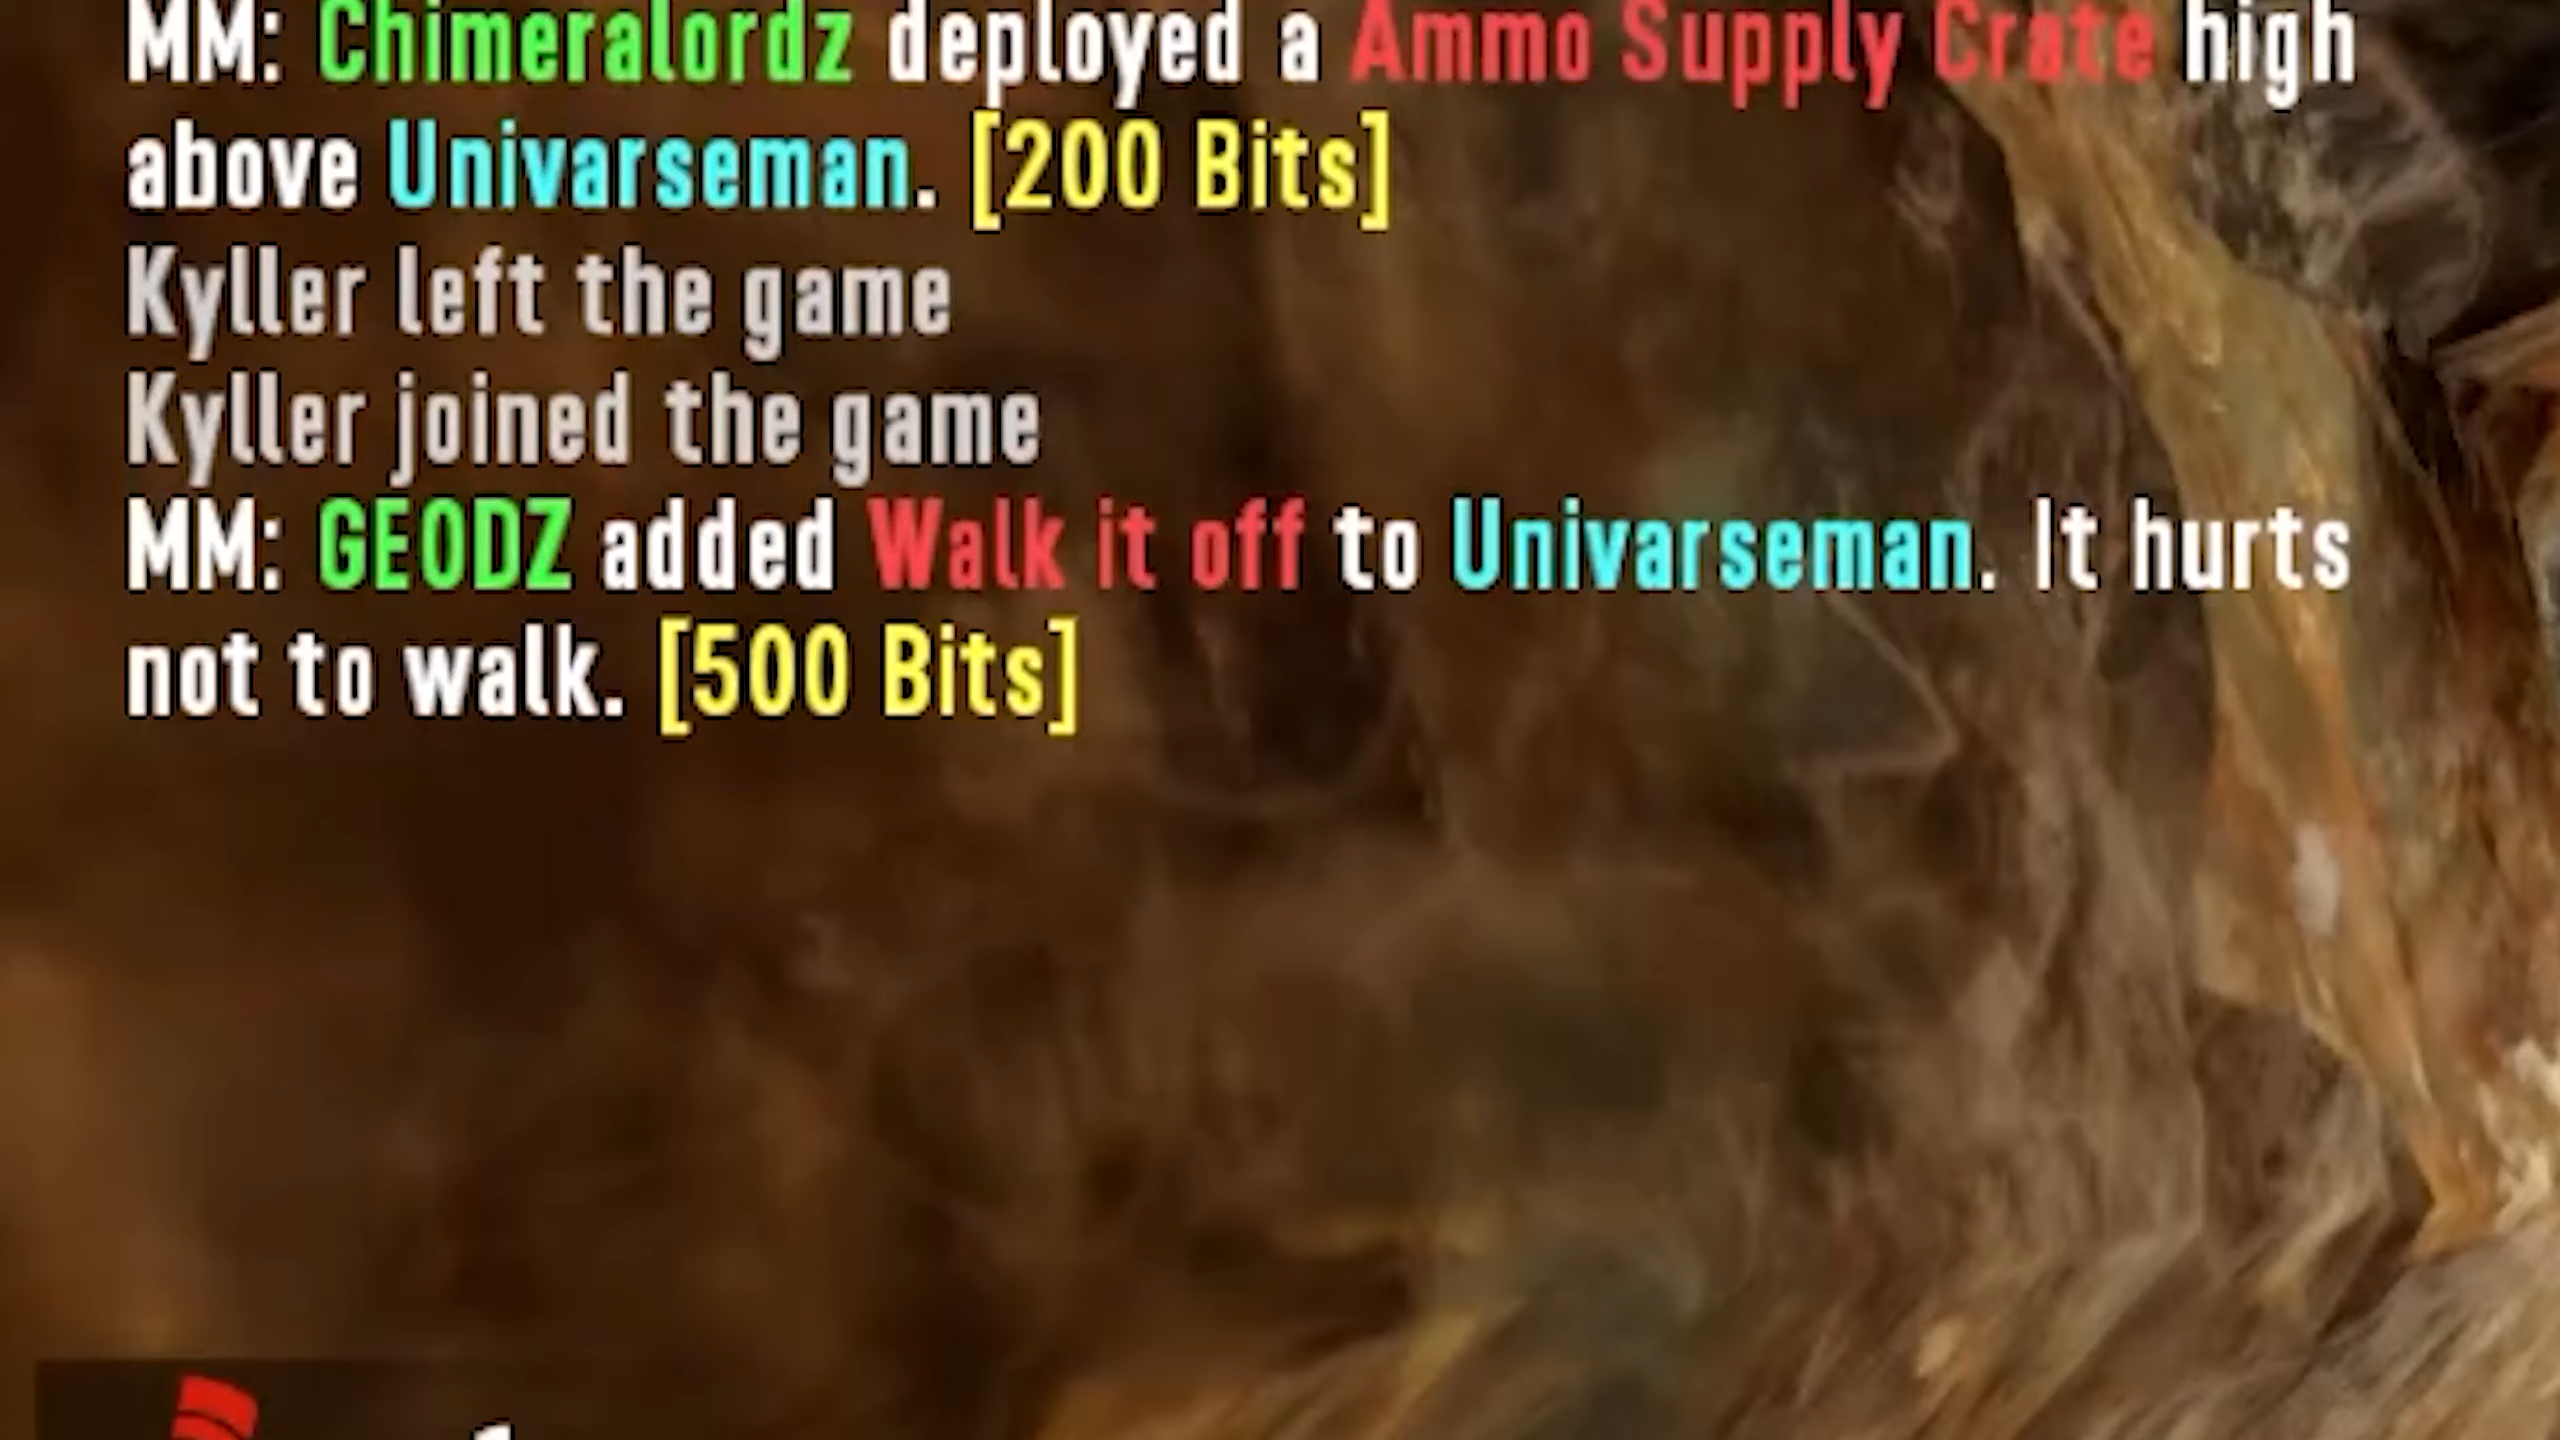 MM: Chimeralordz deployed a Ammo Supply Crate high
above Univarseman. [200 Bits]
Kyller left the game
Kyller joined the game
MM: GEODZ added Walk it off to Univarseman. It hurts
not to walk. [500 Bits]